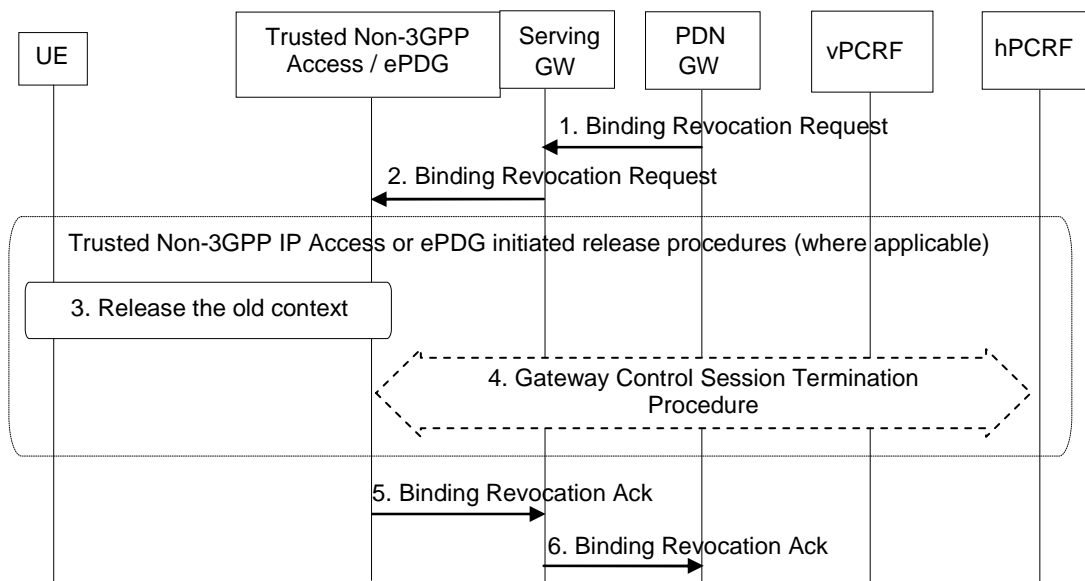 UE
Trusted Non-3GPP
Access / ePDG
Serving
GW
PDN
GW
vPCRF
hPCRF
1. Binding Revocation Request
2. Binding Revocation Request
Trusted Non-3GPP IP Access or ePDG initiated release procedures (where applicable)
3. Release the old context
4. Gateway Control Session Termination
Procedure
5. Binding Revocation Ack
6. Binding Revocation Ack